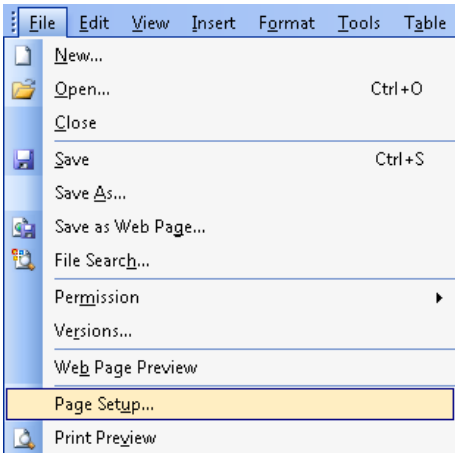 File Edit View Insert Format Tools Table
New...
Open... Ctrl+O
Close
Save Ctrl+S
Save As...
Save as Web Page...
File Search...
Permission
Versions...
Web Page Preview
Page Setup...
Print Preview